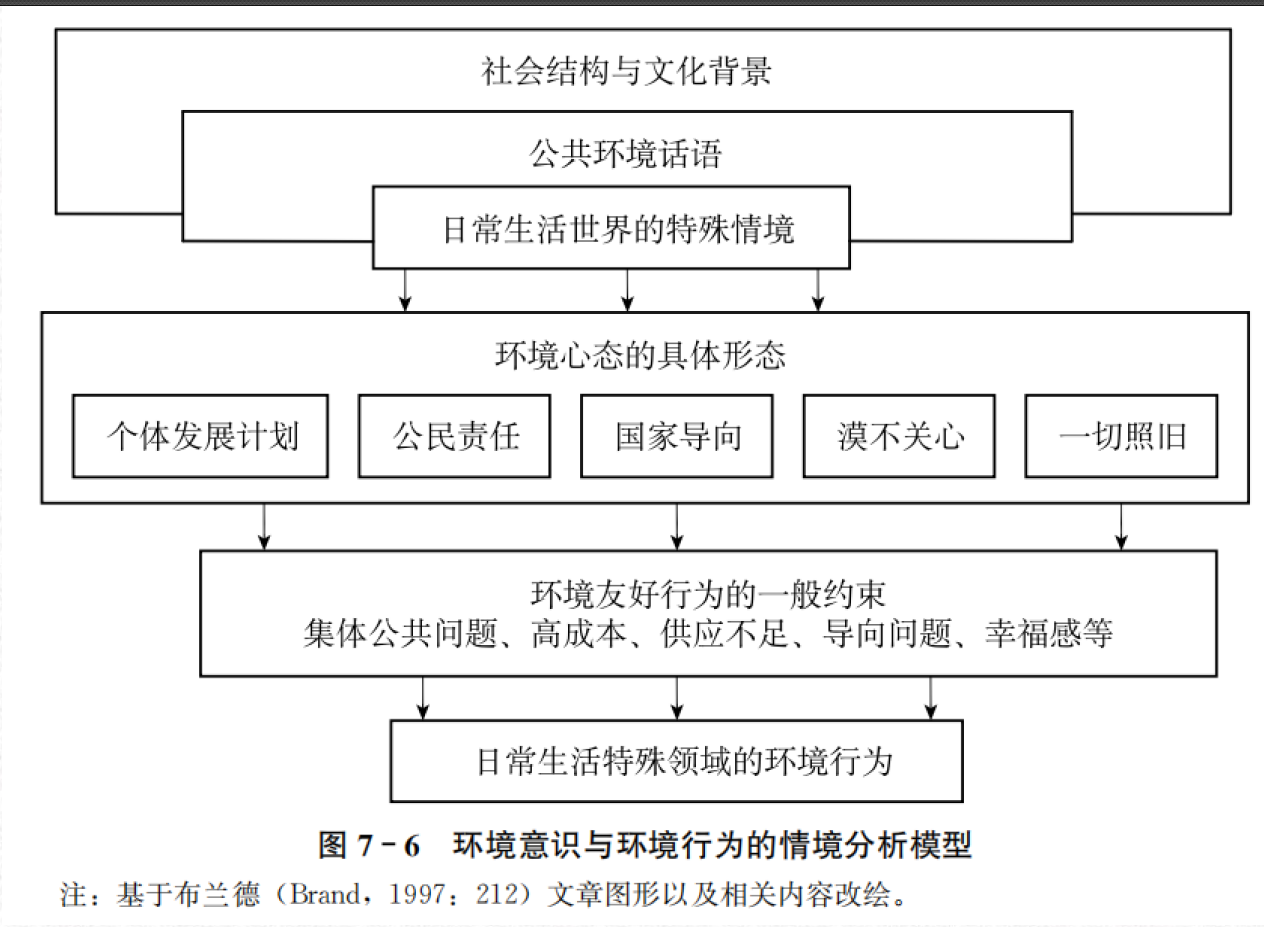 社会结构与文化背景
公共环境话语
日常生活世界的特殊情境
环境心态的具体形态
个体发展计划
公民责任
国家导向
漠不关心
一切照旧
环境友好行为的一般约束
集体公共问题、高成本、供应不足、导向问题、幸福感等
日常生活特殊领域的环境行为
图 7-6 环境意识与环境行为的情境分析模型
注：基于布兰德（Brand，1997：212）文章图形以及相关内容改绘。